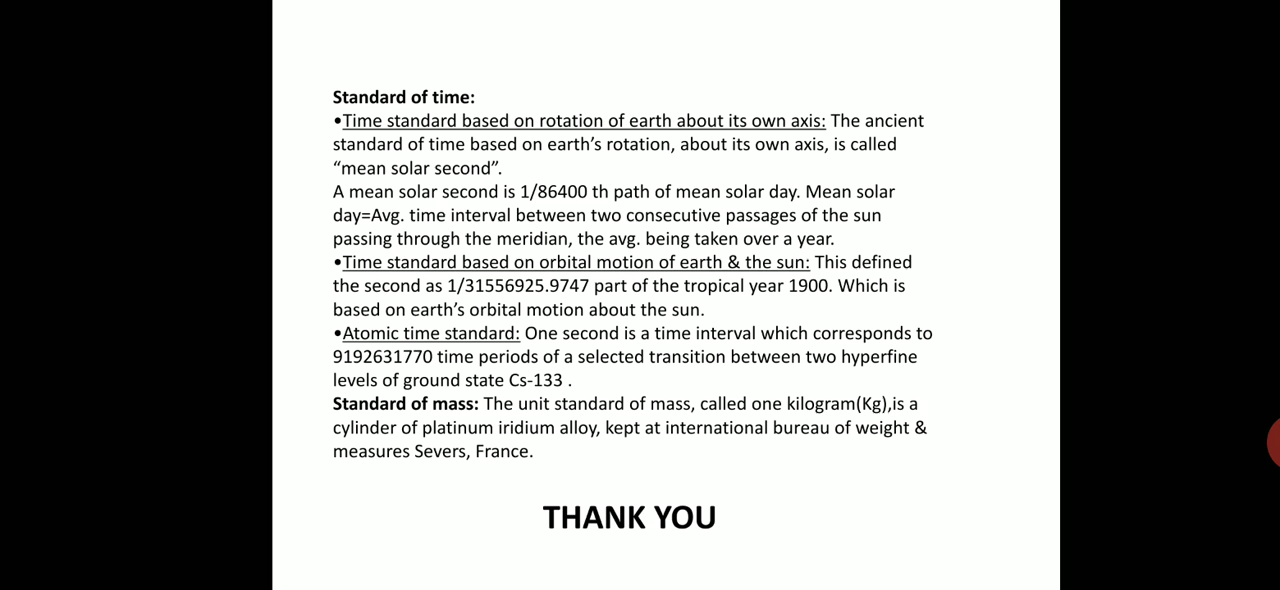 Standard of time:
•Time standard based on rotation of earth about its own axis: The ancient
standard of time based on earth’s rotation, about its own axis, is called
“mean solar second”.
A mean solar second is 1/86400 th path of mean solar day. Mean solar
day=Avg. time interval between two consecutive passages of the sun
passing through the meridian, the avg. being taken over a year.
•Time standard based on orbital motion of earth & the sun: This defined
the second as 1/31556925.9747 part of the tropical year 1900. Which is
based on earth’s orbital motion about the sun.
•Atomic time standard: One second is a time interval which corresponds to
9192631770 time periods of a selected transition between two hyperfine
levels of ground state Cs-133 .
Standard of mass: The unit standard of mass, called one kilogram(Kg),is a
cylinder of platinum iridium alloy, kept at international bureau of weight &
measures Severs, France.
THANK YOU